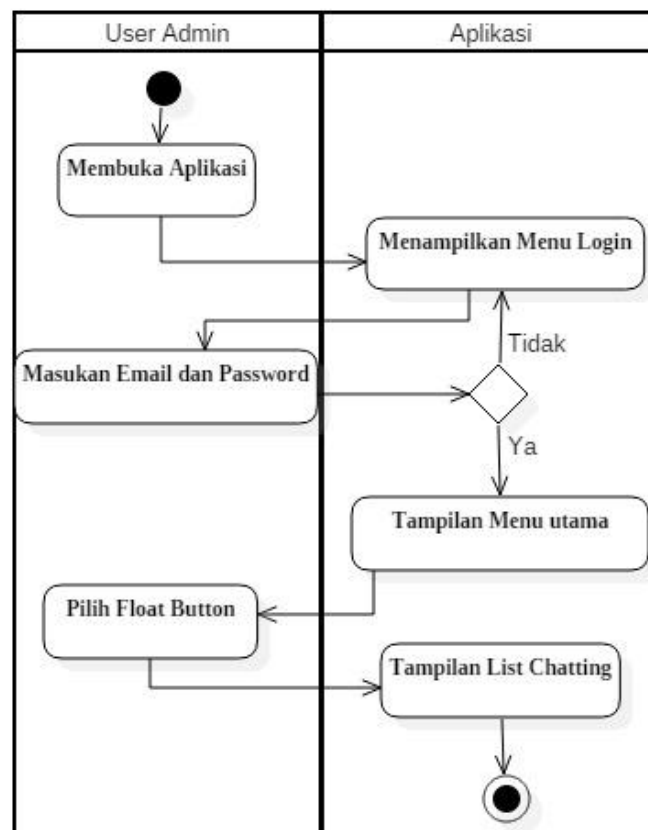 User Admin
Aplikasi
Membuka Aplikasi
Menampilkan Menu Login
Tidak
Masukan Email dan Password
Ya
Tampilan Menu utama
Pilih Float Button
Tampilan List Chatting